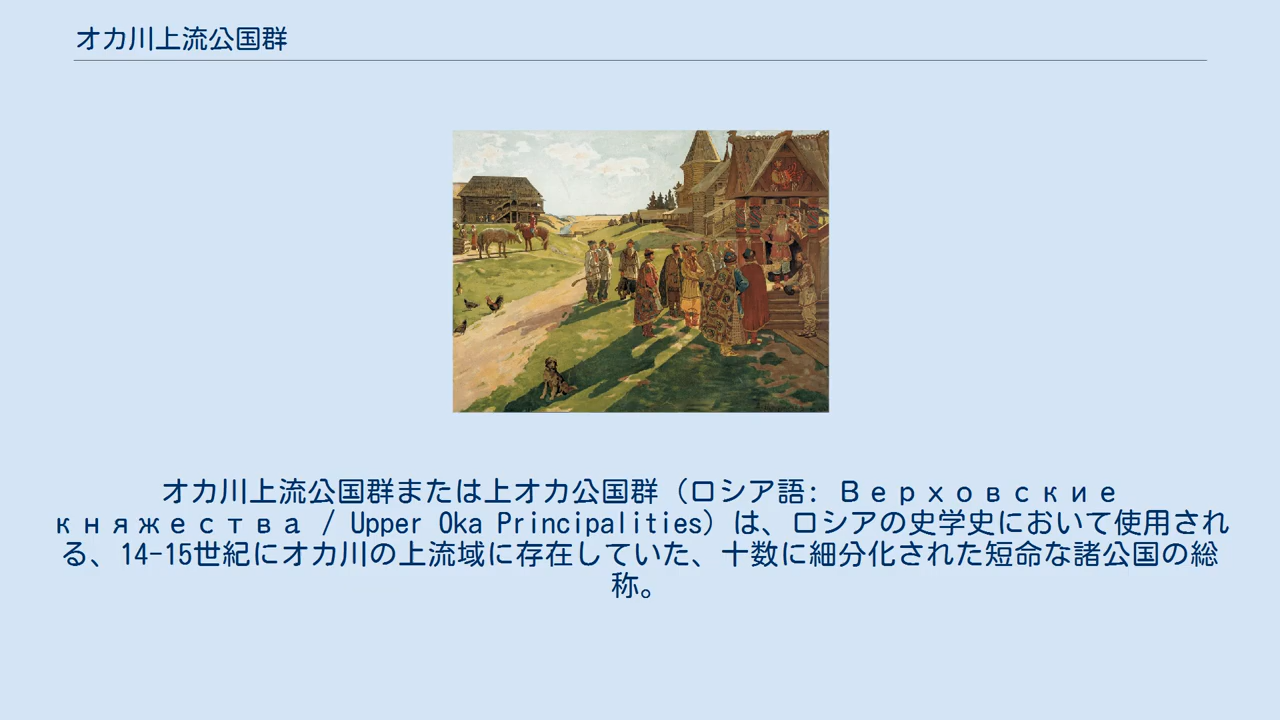 オカ川上流公国群
オカ川上流公国群または上オカ公国群（ロシア語: Верховские
княжества / Upper Oka Principalities）は、ロシアの史学史において使用され
る、14-15世紀にオカ川の上流域に存在していた、十数に細分化された短命な諸公国の総
称。